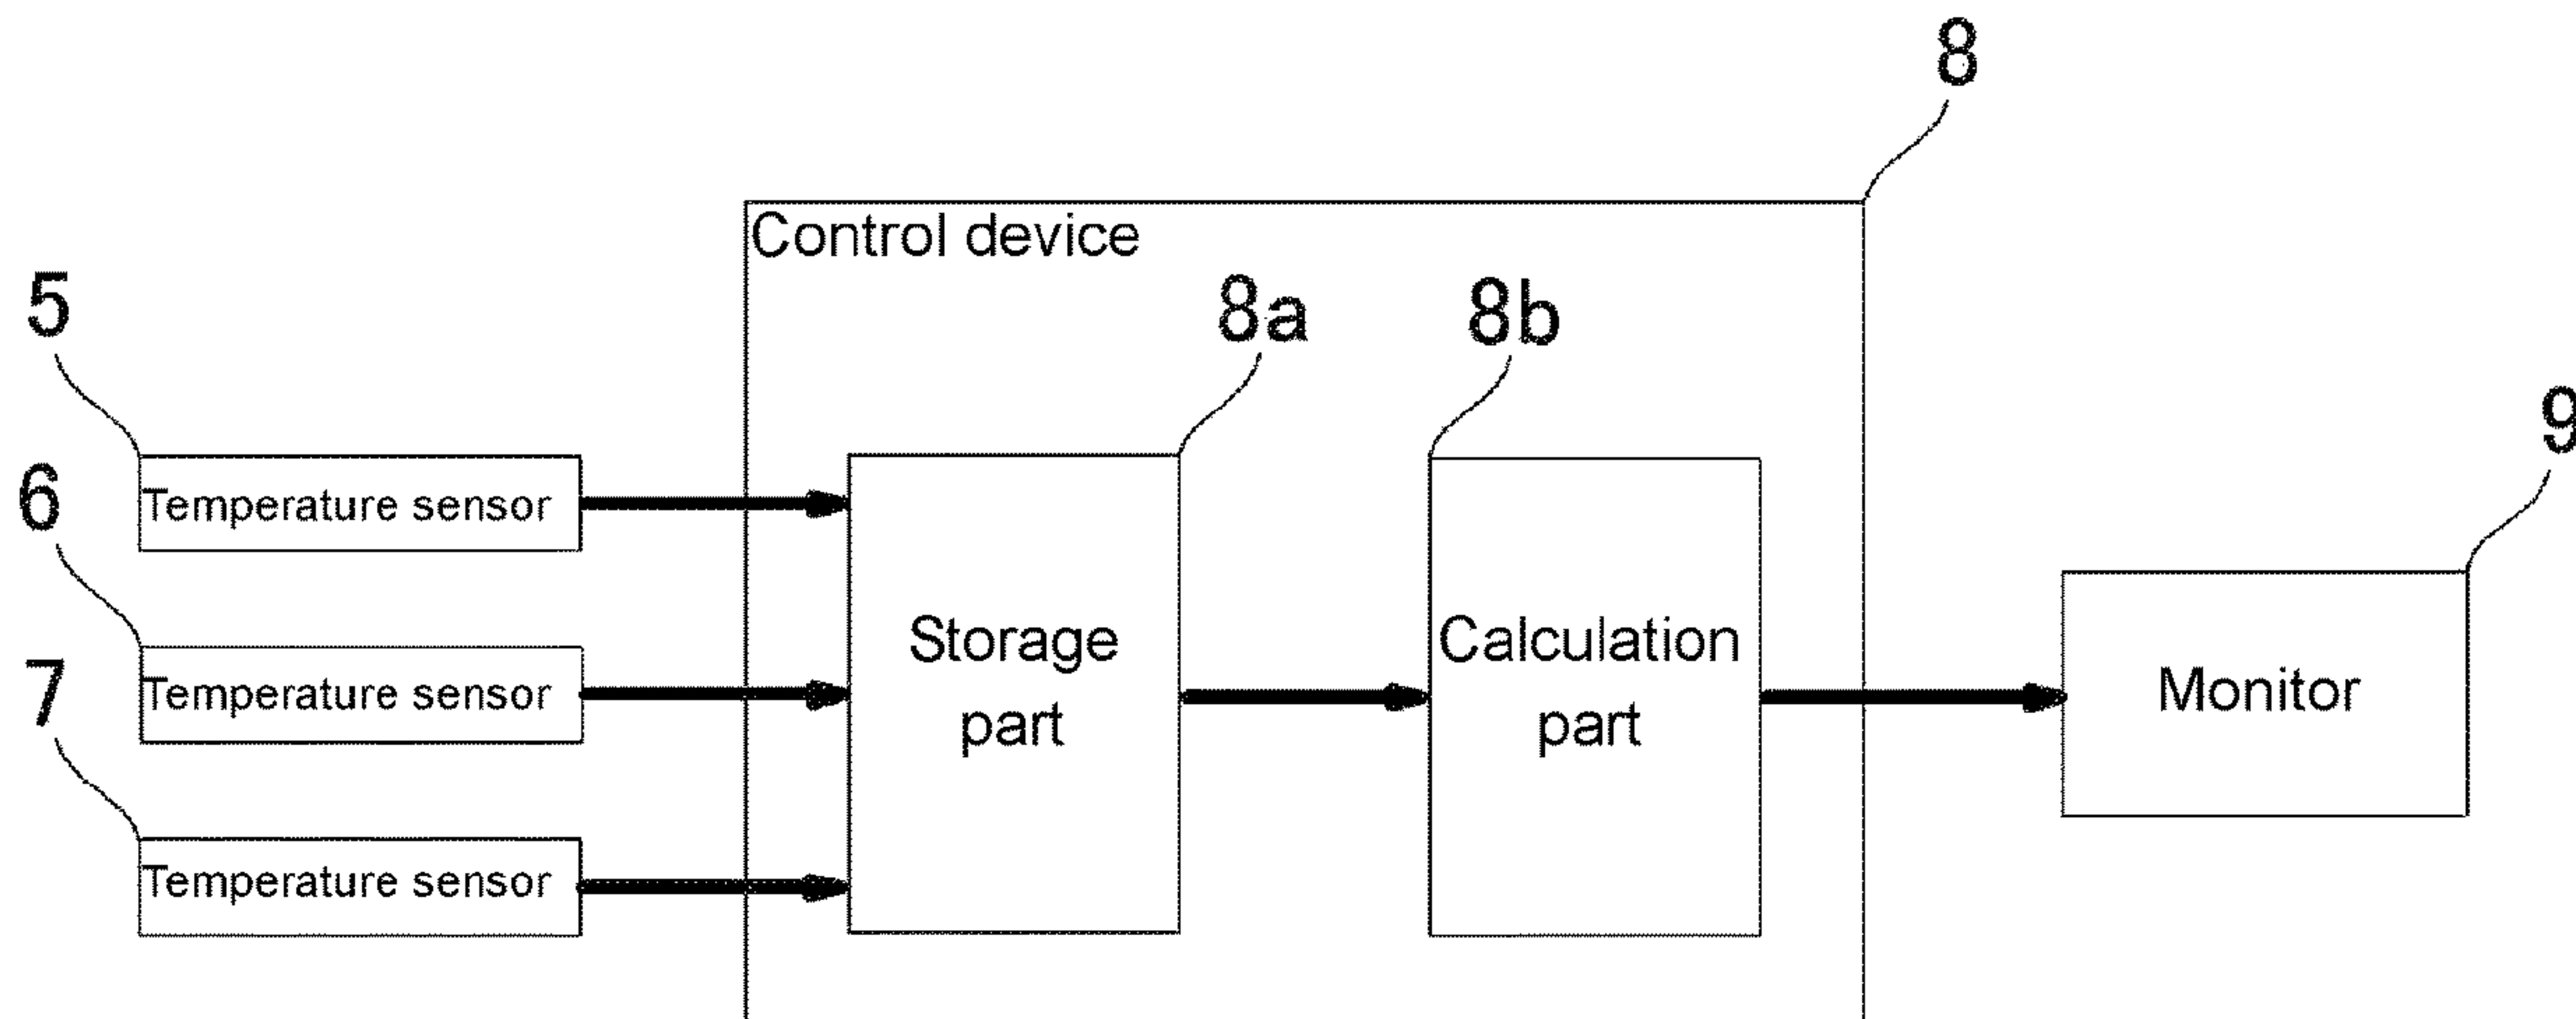 8
Control device
5
8a
8b
9
6
Temperature sensor
7
Temperature sensor
Temperature sensor
Storage
part
Calculation
part
Monitor